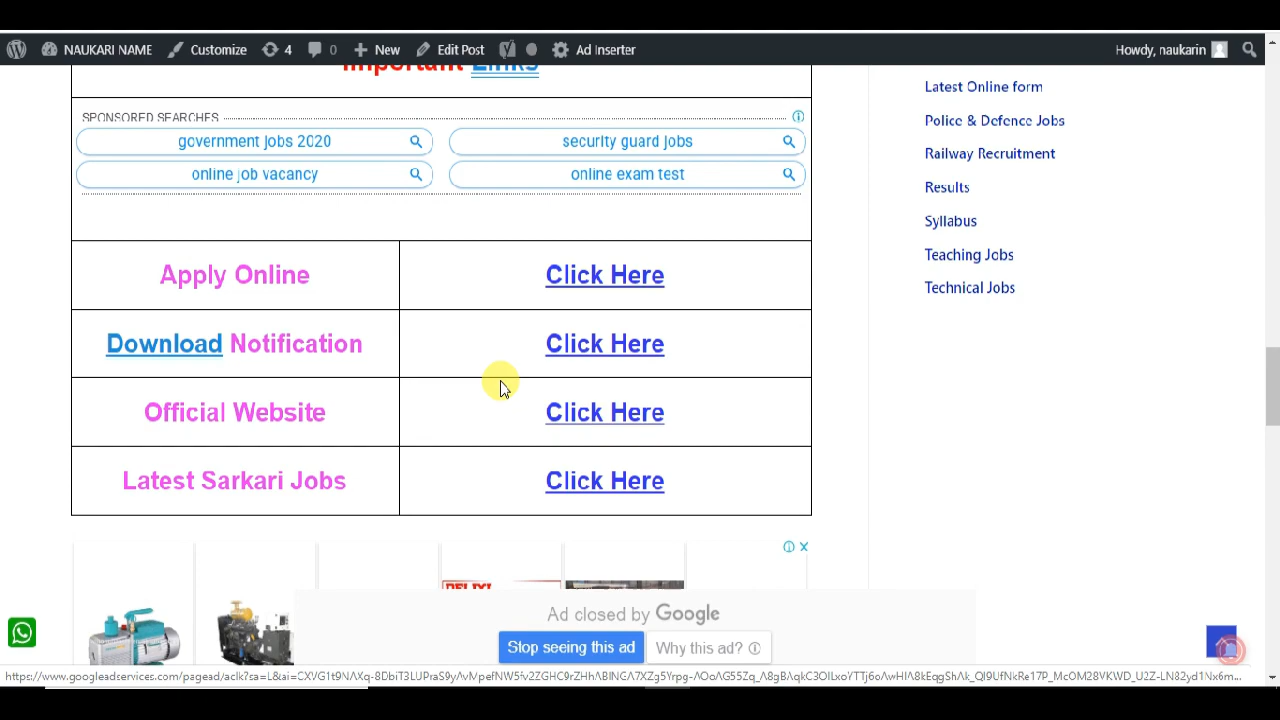 NAUKARI NAME Customize 4 0 New Edit Post Ad Inserter Howdy, naukarin
Important Links
SPONSORED SEARCHES
government jobs 2020 security guard jobs
online job vacancy online exam test
Apply Online Click Here
Download Notification Click Here
Official Website Click Here
Latest Sarkari Jobs Click Here
Latest Online form
Police & Defence Jobs
Railway Recruitment
Results
Syllabus
Teaching Jobs
Technical Jobs
Ad closed by Google
Stop seeing this ad Why this ad?